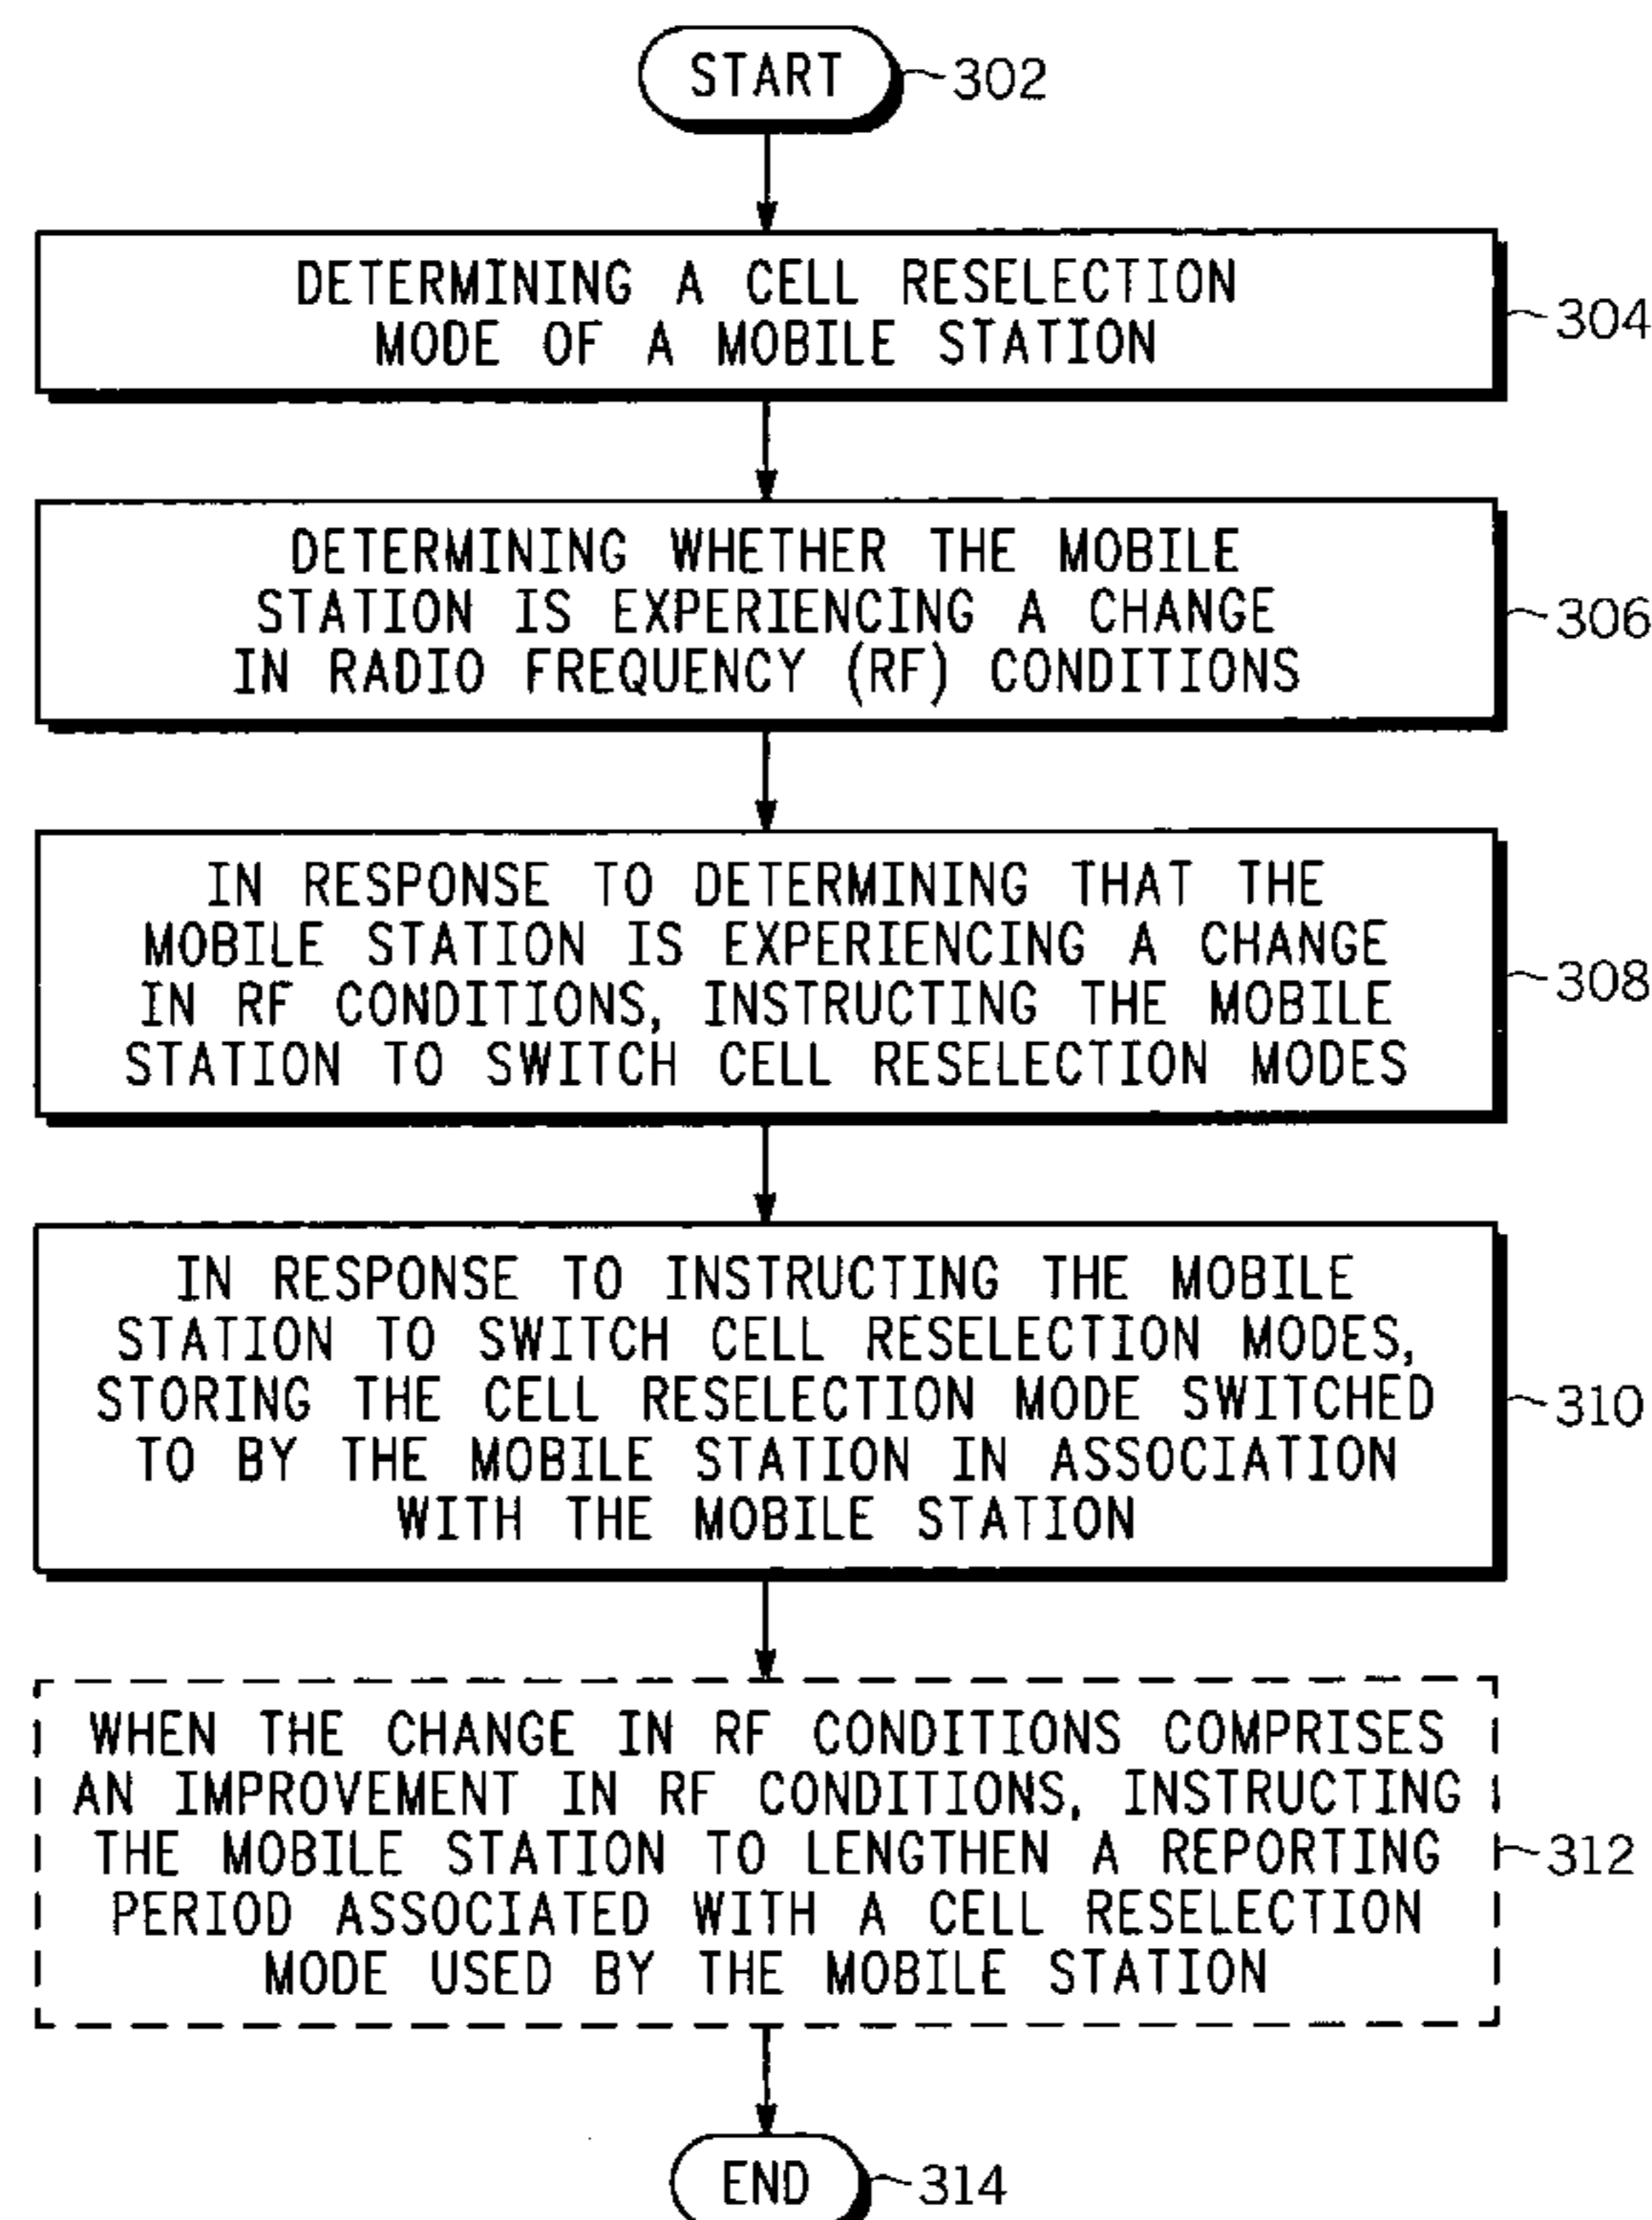 START
302
DETERMINING A CELL RESELECTION
MODE OF A MOBILE STATION
304
DETERMINING WHETHER THE MOBILE
STATION IS EXPERIENCING A CHANGE
IN RADIO FREQUENCY (RF) CONDITIONS
306
IN RESPONSE TO DETERMINING THAT THE
MOBILE STATION IS EXPERIENCING A CHANGE
IN RF CONDITIONS, INSTRUCTING THE MOBILE
STATION TO SWITCH CELL RESELECTION MODES
308
IN RESPONSE TO INSTRUCTING THE MOBILE
STATION TO SWITCH CELL RESELECTION MODES,
STORING THE CELL RESELECTION MODE SWITCHED
TO BY THE MOBILE STATION IN ASSOCIATION
WITH THE MOBILE STATION
310
WHEN THE CHANGE IN RF CONDITIONS COMPRISES
AN IMPROVEMENT IN RF CONDITIONS, INSTRUCTING
THE MOBILE STATION TO LENGTHEN A REPORTING
PERIOD ASSOCIATED WITH A CELL RESELECTION
MODE USED BY THE MOBILE STATION
312
END
314